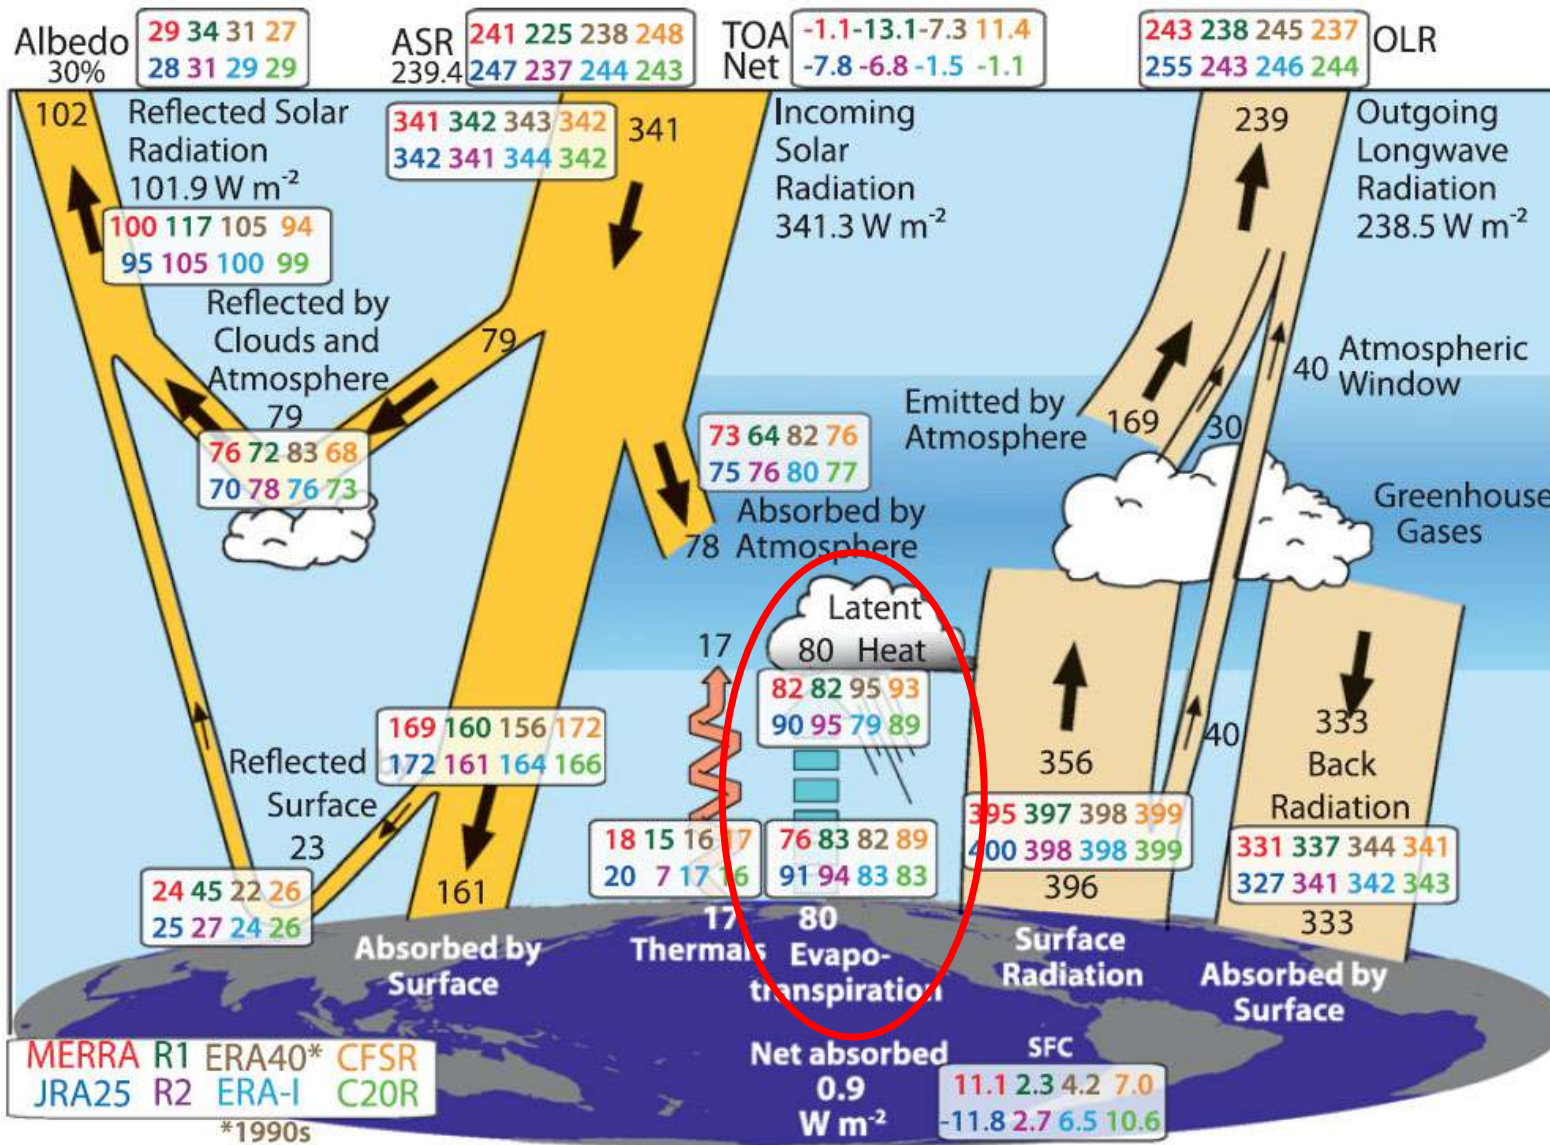 Albedo
30%
29 34 31 27
28 31 29 29
ASR
239.4
241 225 238 248
247 237 244 243
TOA
Net
-1.1 -13.1 -7.3 11.4
-7.8 -6.8 -1.5 -1.1
243 238 245 237
255 243 246 244
OLR
102
Reflected Solar
Radiation
101.9 W m⁻²
100 117 105 94
95 105 100 99
341 342 343 342
342 341 344 342
341
Incoming
Solar
Radiation
341.3 W m⁻²
239
Outgoing
Longwave
Radiation
238.5 W m⁻²
Reflected by
Clouds and
Atmosphere
79
79
76 72 83 68
70 78 76 73
73 64 82 76
75 76 80 77
Absorbed by
78 Atmosphere
Emitted by
Atmosphere
169
30
40
Atmospheric
Window
Greenhouse
Gases
Latent
80 Heat
17
82 82 95 93
90 95 79 89
169 160 156 172
172 161 164 166
Reflected
Surface
23
24 45 22 26
25 27 24 26
161
Absorbed by
Surface
18 15 16 17
20 7 17 16
17
Thermals
76 83 82 89
91 94 83 83
80
Evapo-
transpiration
356
40
395 397 398 399
400 398 398 399
396
Surface
Radiation
333
Back
Radiation
331 337 344 341
327 341 342 343
333
Absorbed by
Surface
MERRA R1 ERA40* CFSR
JRA25 R2 ERA-I C20R
*1990s
Net absorbed
0.9
W m⁻²
SFC
11.1 2.3 4.2 7.0
-11.8 2.7 6.5 10.6